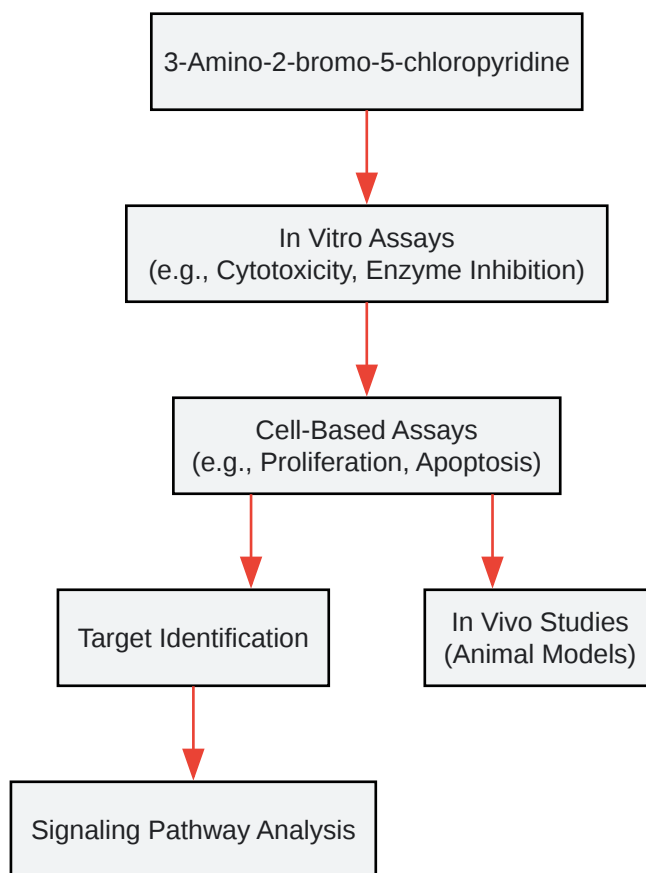 3-Amino-2-bromo-5-chloropyridine
In Vitro Assays
(e.g., Cytotoxicity, Enzyme Inhibition)
Cell-Based Assays
(e.g., Proliferation, Apoptosis)
Target Identification
In Vivo Studies
(Animal Models)
Signaling Pathway Analysis